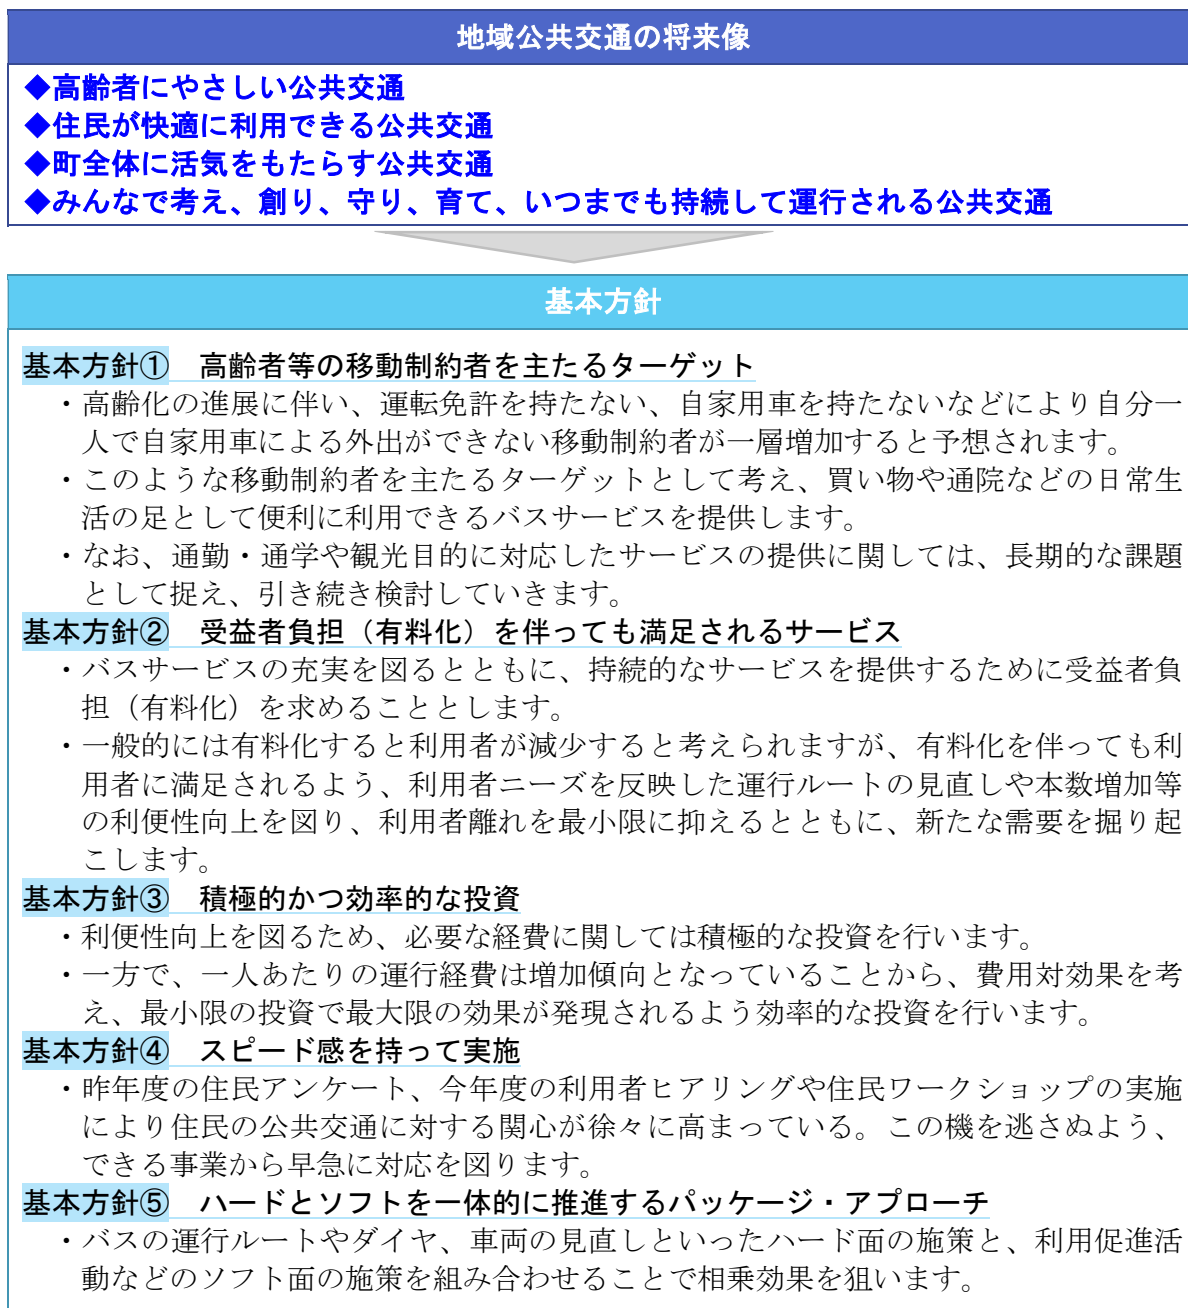 地域公共交通の将来像
◆高齢者にやさしい公共交通
◆住民が快適に利用できる公共交通
◆町全体に活気をもたらす公共交通
◆みんなで考え、創り、守り、育て、いつまでも持続して運行される公共交通
基本方針
基本方針① 高齢者等の移動制約者を主たるターゲット
・高齢化の進展に伴い、運転免許を持たない、自家用車を持たないなどにより自分一
人で自家用車による外出ができない移動制約者が一層増加すると予想されます。
・このような移動制約者を主たるターゲットとして考え、買い物や通院などの日常生
活の足として便利に利用できるバスサービスを提供します。
・なお、通勤・通学や観光目的に対応したサービスの提供に関しては、長期的な課題
として捉え、引き続き検討していきます。
基本方針② 受益者負担（有料化）を伴っても満足されるサービス
・バスサービスの充実を図るとともに、持続的なサービスを提供するために受益者負
担（有料化）を求めることとします。
・一般的には有料化すると利用者が減少すると考えられますが、有料化を伴っても利
用者に満足されるよう、利用者ニーズを反映した運行ルートの見直しや本数増加等
の利便性向上を図り、利用者離れを最小限に抑えるとともに、新たな需要を掘り起
こします。
基本方針③ 積極的かつ効率的な投資
・利便性向上を図るため、必要な経費に関しては積極的な投資を行います。
・一方で、一人あたりの運行経費は増加傾向となっていることから、費用対効果を考
え、最小限の投資で最大限の効果が発現されるよう効率的な投資を行います。
基本方針④ スピード感を持って実施
・昨年度の住民アンケート、今年度の利用者ヒアリングや住民ワークショップの実施
により住民の公共交通に対する関心が徐々に高まっている。この機を逃さぬよう、
できる事業から早急に対応を図ります。
基本方針⑤ ハードとソフトを一体的に推進するパッケージ・アプローチ
・バスの運行ルートやダイヤ、車両の見直しといったハード面の施策と、利用促進活
動などのソフト面の施策を組み合わせることで相乗効果を狙います。